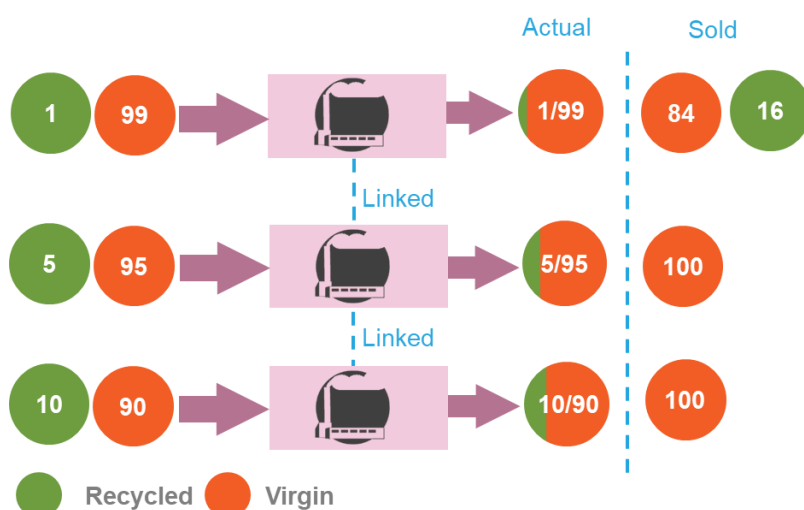 Actual Sold
1 99 1/99 84 16
Linked
5 95 5/95 100
Linked
10 90 10/90 100
Recycled Virgin